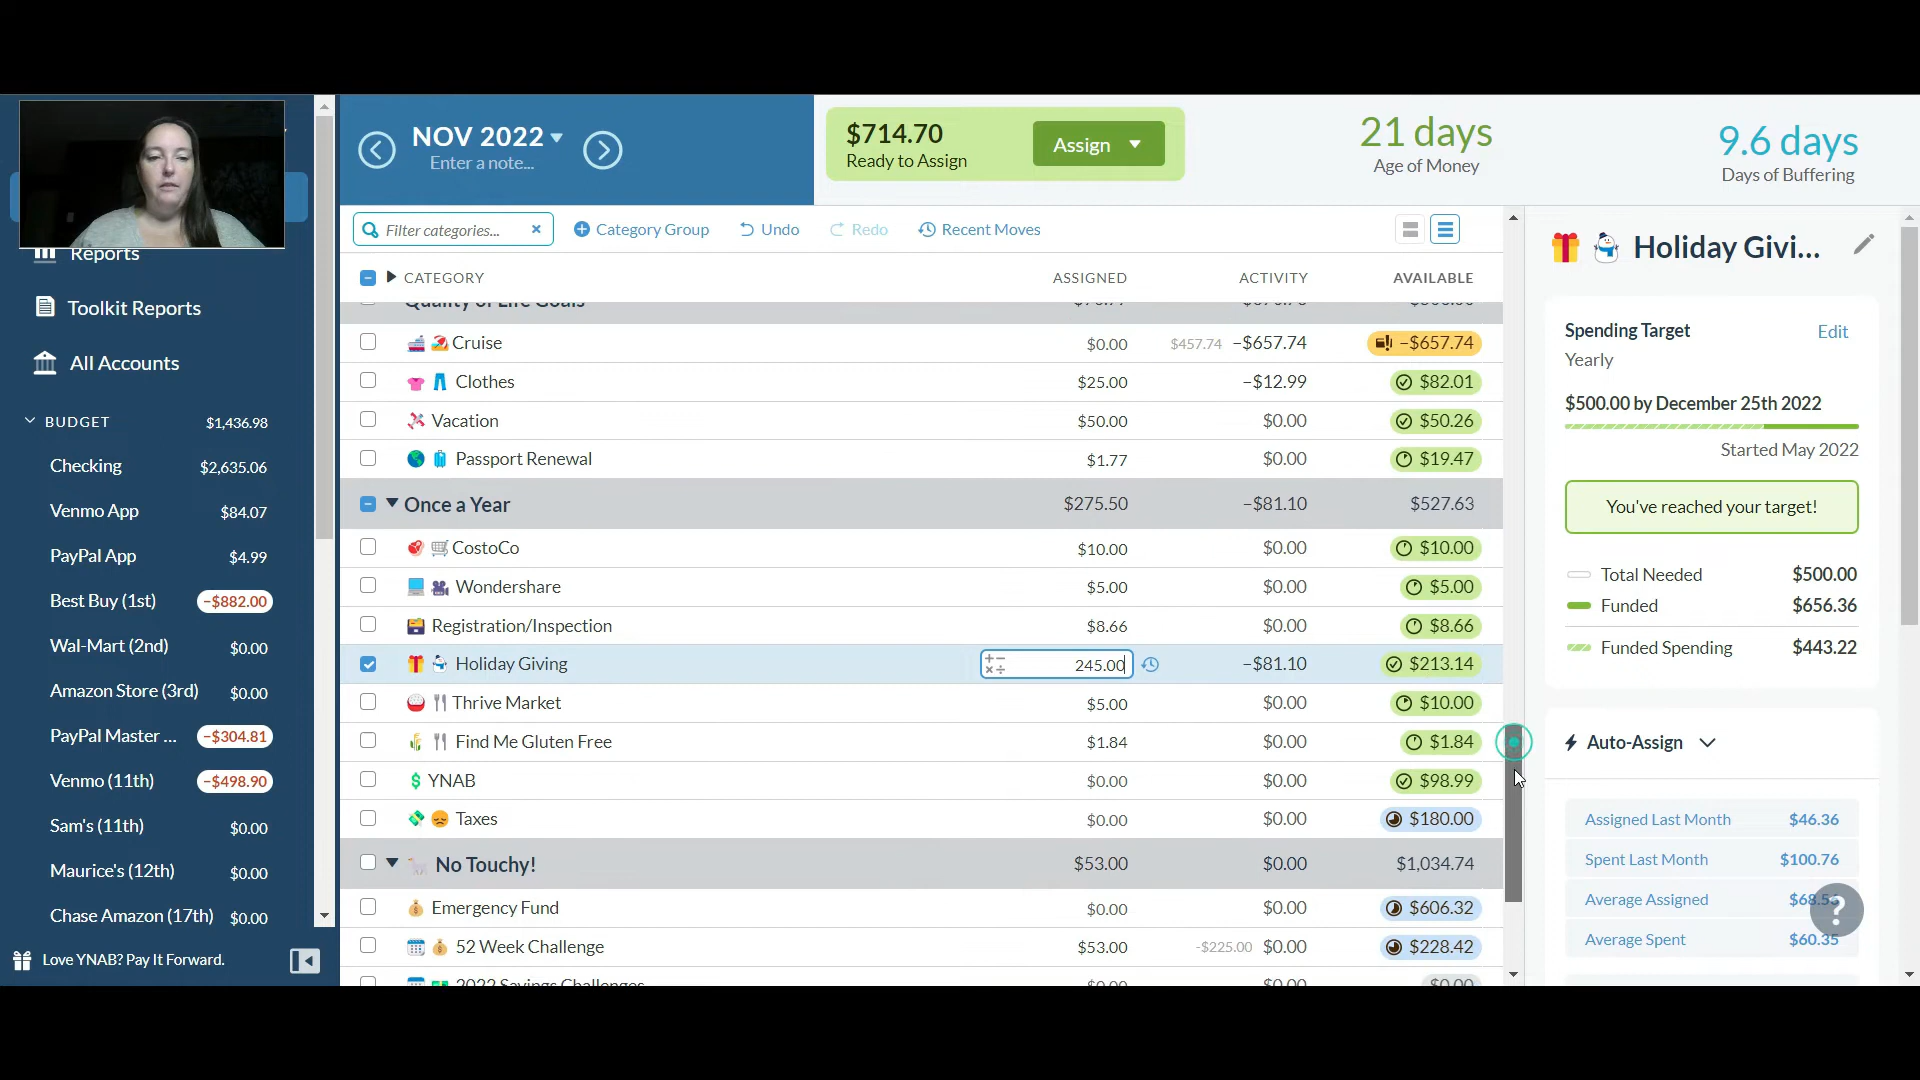 NOV 2022
Enter a note...
$714.70
Ready to Assign
Assign
21 days
Age of Money
9.6 days
Days of Buffering
Reports
Toolkit Reports
All Accounts
BUDGET $1,436.98
Checking $2,635.06
Venmo App $84.07
PayPal App $4.99
Best Buy (1st) −$882.00
Wal-Mart (2nd) $0.00
Amazon Store (3rd) $0.00
PayPal Master ... −$304.81
Venmo (11th) −$498.90
Sam's (11th) $0.00
Maurice's (12th) $0.00
Chase Amazon (17th) $0.00
Love YNAB? Pay It Forward.
Filter categories...
Category Group
Undo
Redo
Recent Moves
CATEGORY ASSIGNED ACTIVITY AVAILABLE
Quality of Life Goals
Cruise $0.00 $457.74 −$657.74 −$657.74
Clothes $25.00 −$12.99 $82.01
Vacation $50.00 $0.00 $50.26
Passport Renewal $1.77 $0.00 $19.47
Once a Year $275.50 −$81.10 $527.63
CostoCo $10.00 $0.00 $10.00
Wondershare $5.00 $0.00 $5.00
Registration/Inspection $8.66 $0.00 $8.66
Holiday Giving 245.00 −$81.10 $213.14
Thrive Market $5.00 $0.00 $10.00
Find Me Gluten Free $1.84 $0.00 $1.84
YNAB $0.00 $0.00 $98.99
Taxes $0.00 $0.00 $180.00
No Touchy! $53.00 $0.00 $1,034.74
Emergency Fund $0.00 $0.00 $606.32
52 Week Challenge $53.00 -$225.00 $0.00 $228.42
2022 Savings Challenges $0.00 $0.00 $0.00
Holiday Givi...
Spending Target Edit
Yearly
$500.00 by December 25th 2022
Started May 2022
You've reached your target!
Total Needed $500.00
Funded $656.36
Funded Spending $443.22
Auto-Assign
Assigned Last Month $46.36
Spent Last Month $100.76
Average Assigned
Average Spent $60.35
?